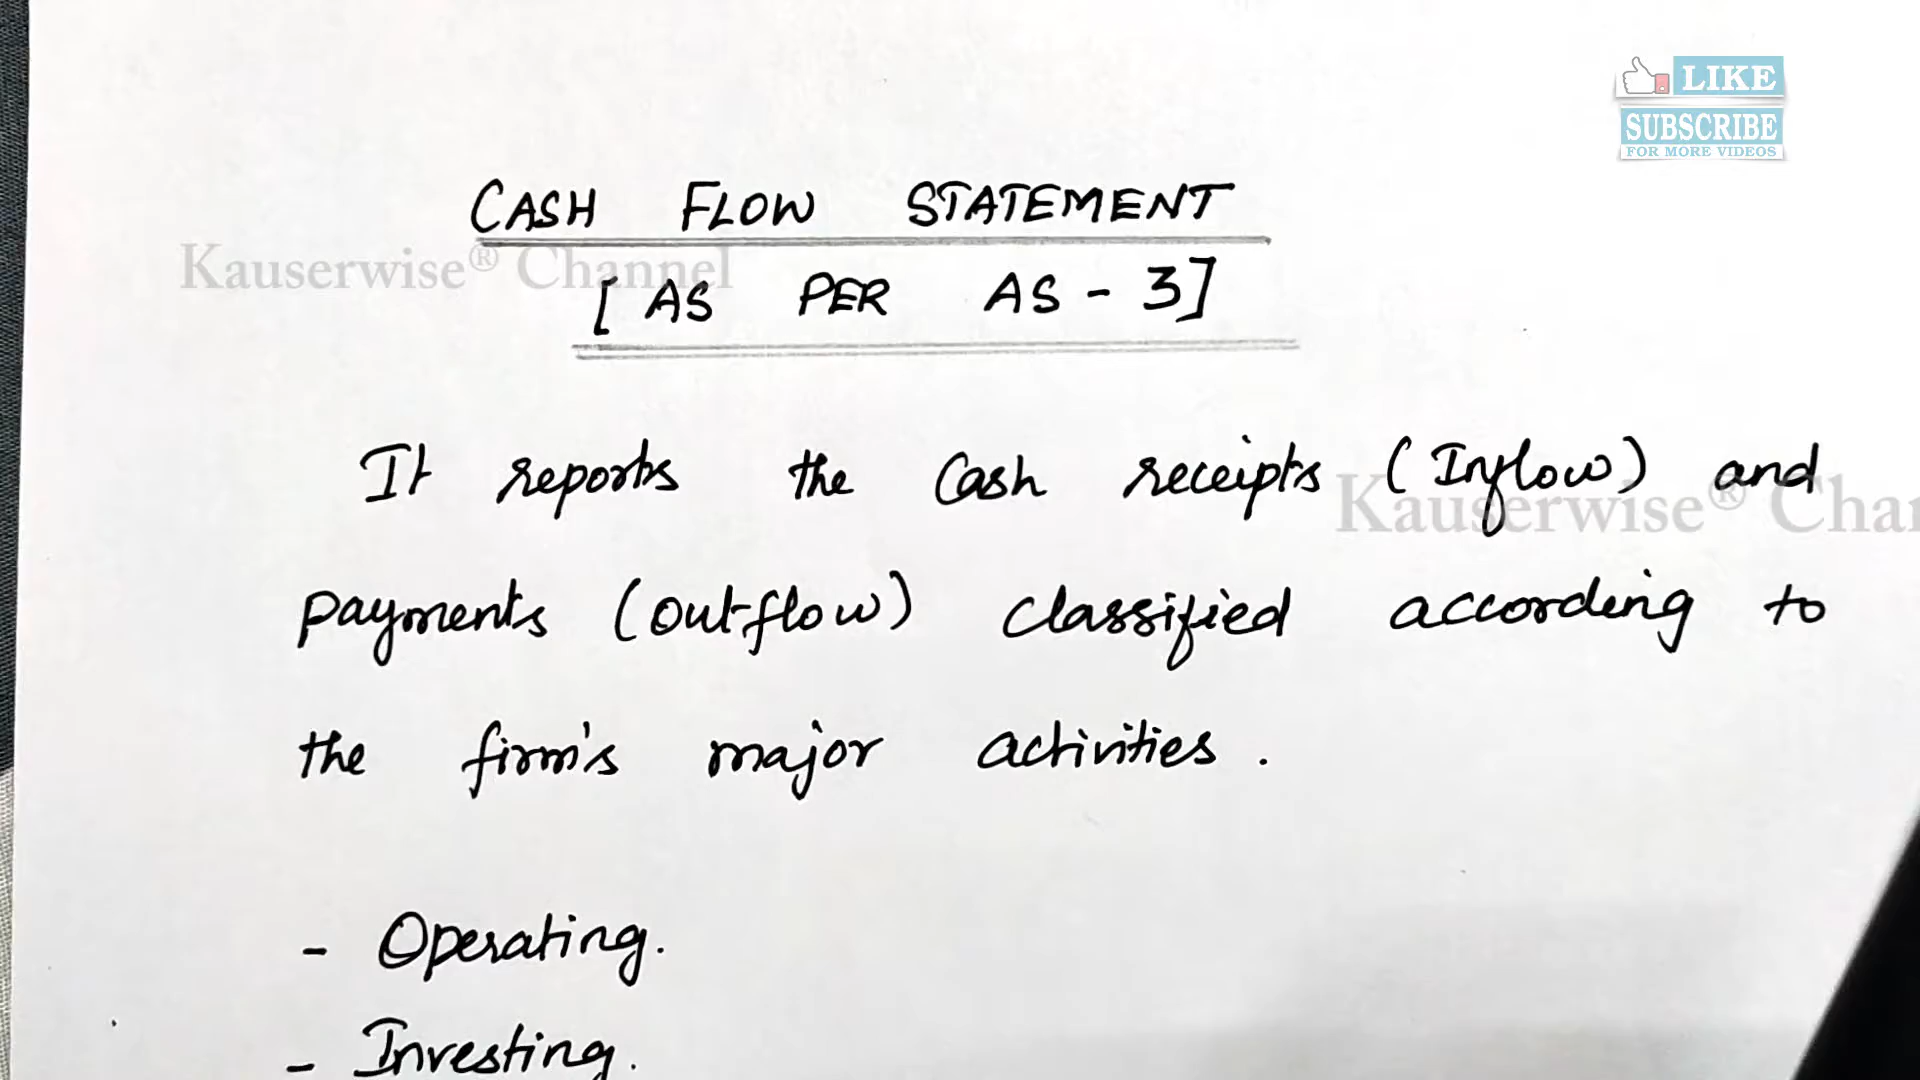 LIKE
SUBSCRIBE
FOR MORE VIDEOS
CASH FLOW STATEMENT
Kauserwise® Channel
[AS PER AS-3]
It reports the Cash receipts (Inflow) and
Kauserwise® Chan
payments (outflow) classified according to
the firm's major activities.
- Operating.
- Investing.